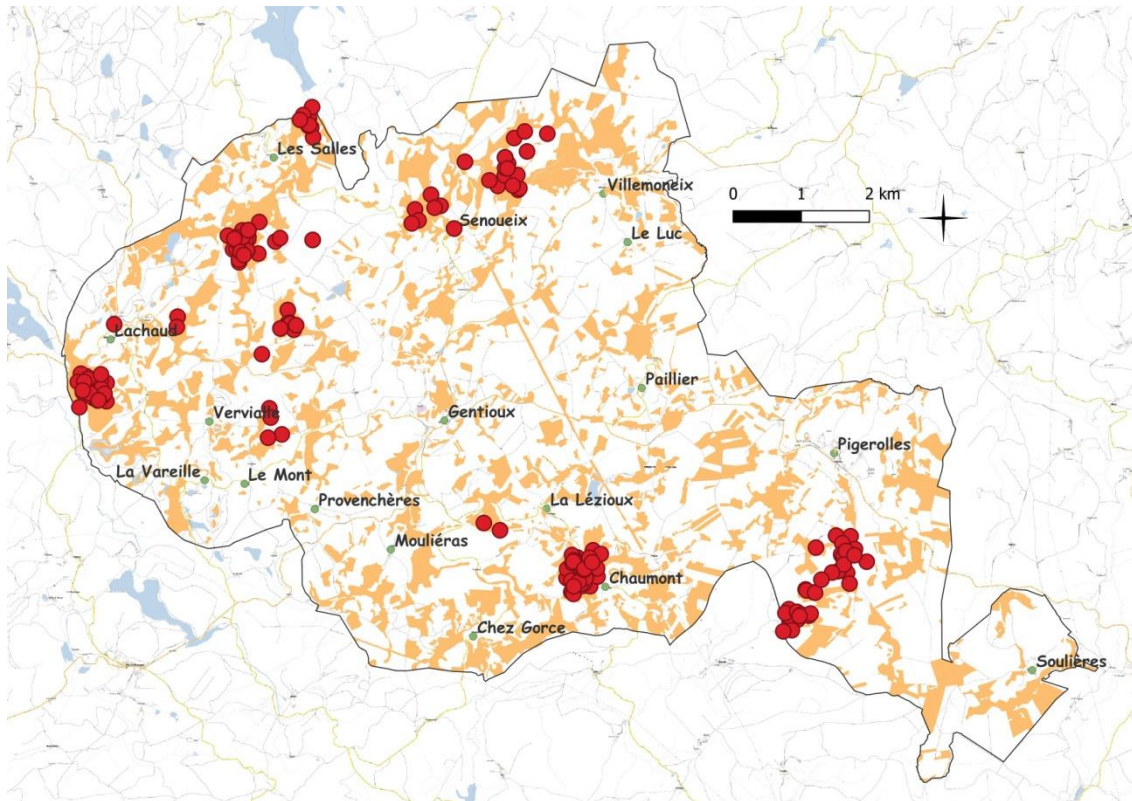 Les Salles
Villemoneix
0 1 2 km
Senoueix
Le Luc
Lachaud
Paillier
Gentioux
Vervialle
Pigerolles
La Vareille
Le Mont
Provenchères
La Lézioux
Mouliéras
Chaumont
Chez Gorce
Soulières